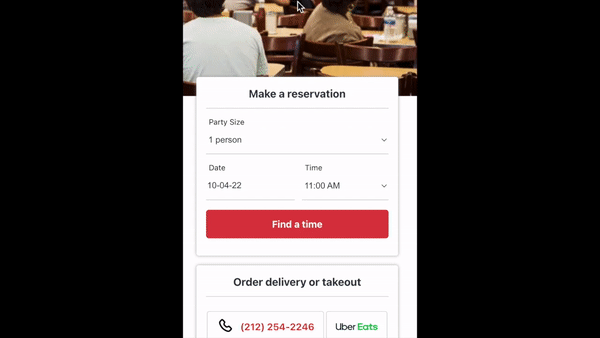 Make a reservation
Party Size
1 person
Date Time
10-04-22 11:00 AM
Find a time
Order delivery or takeout
(212) 254-2246 Uber Eats